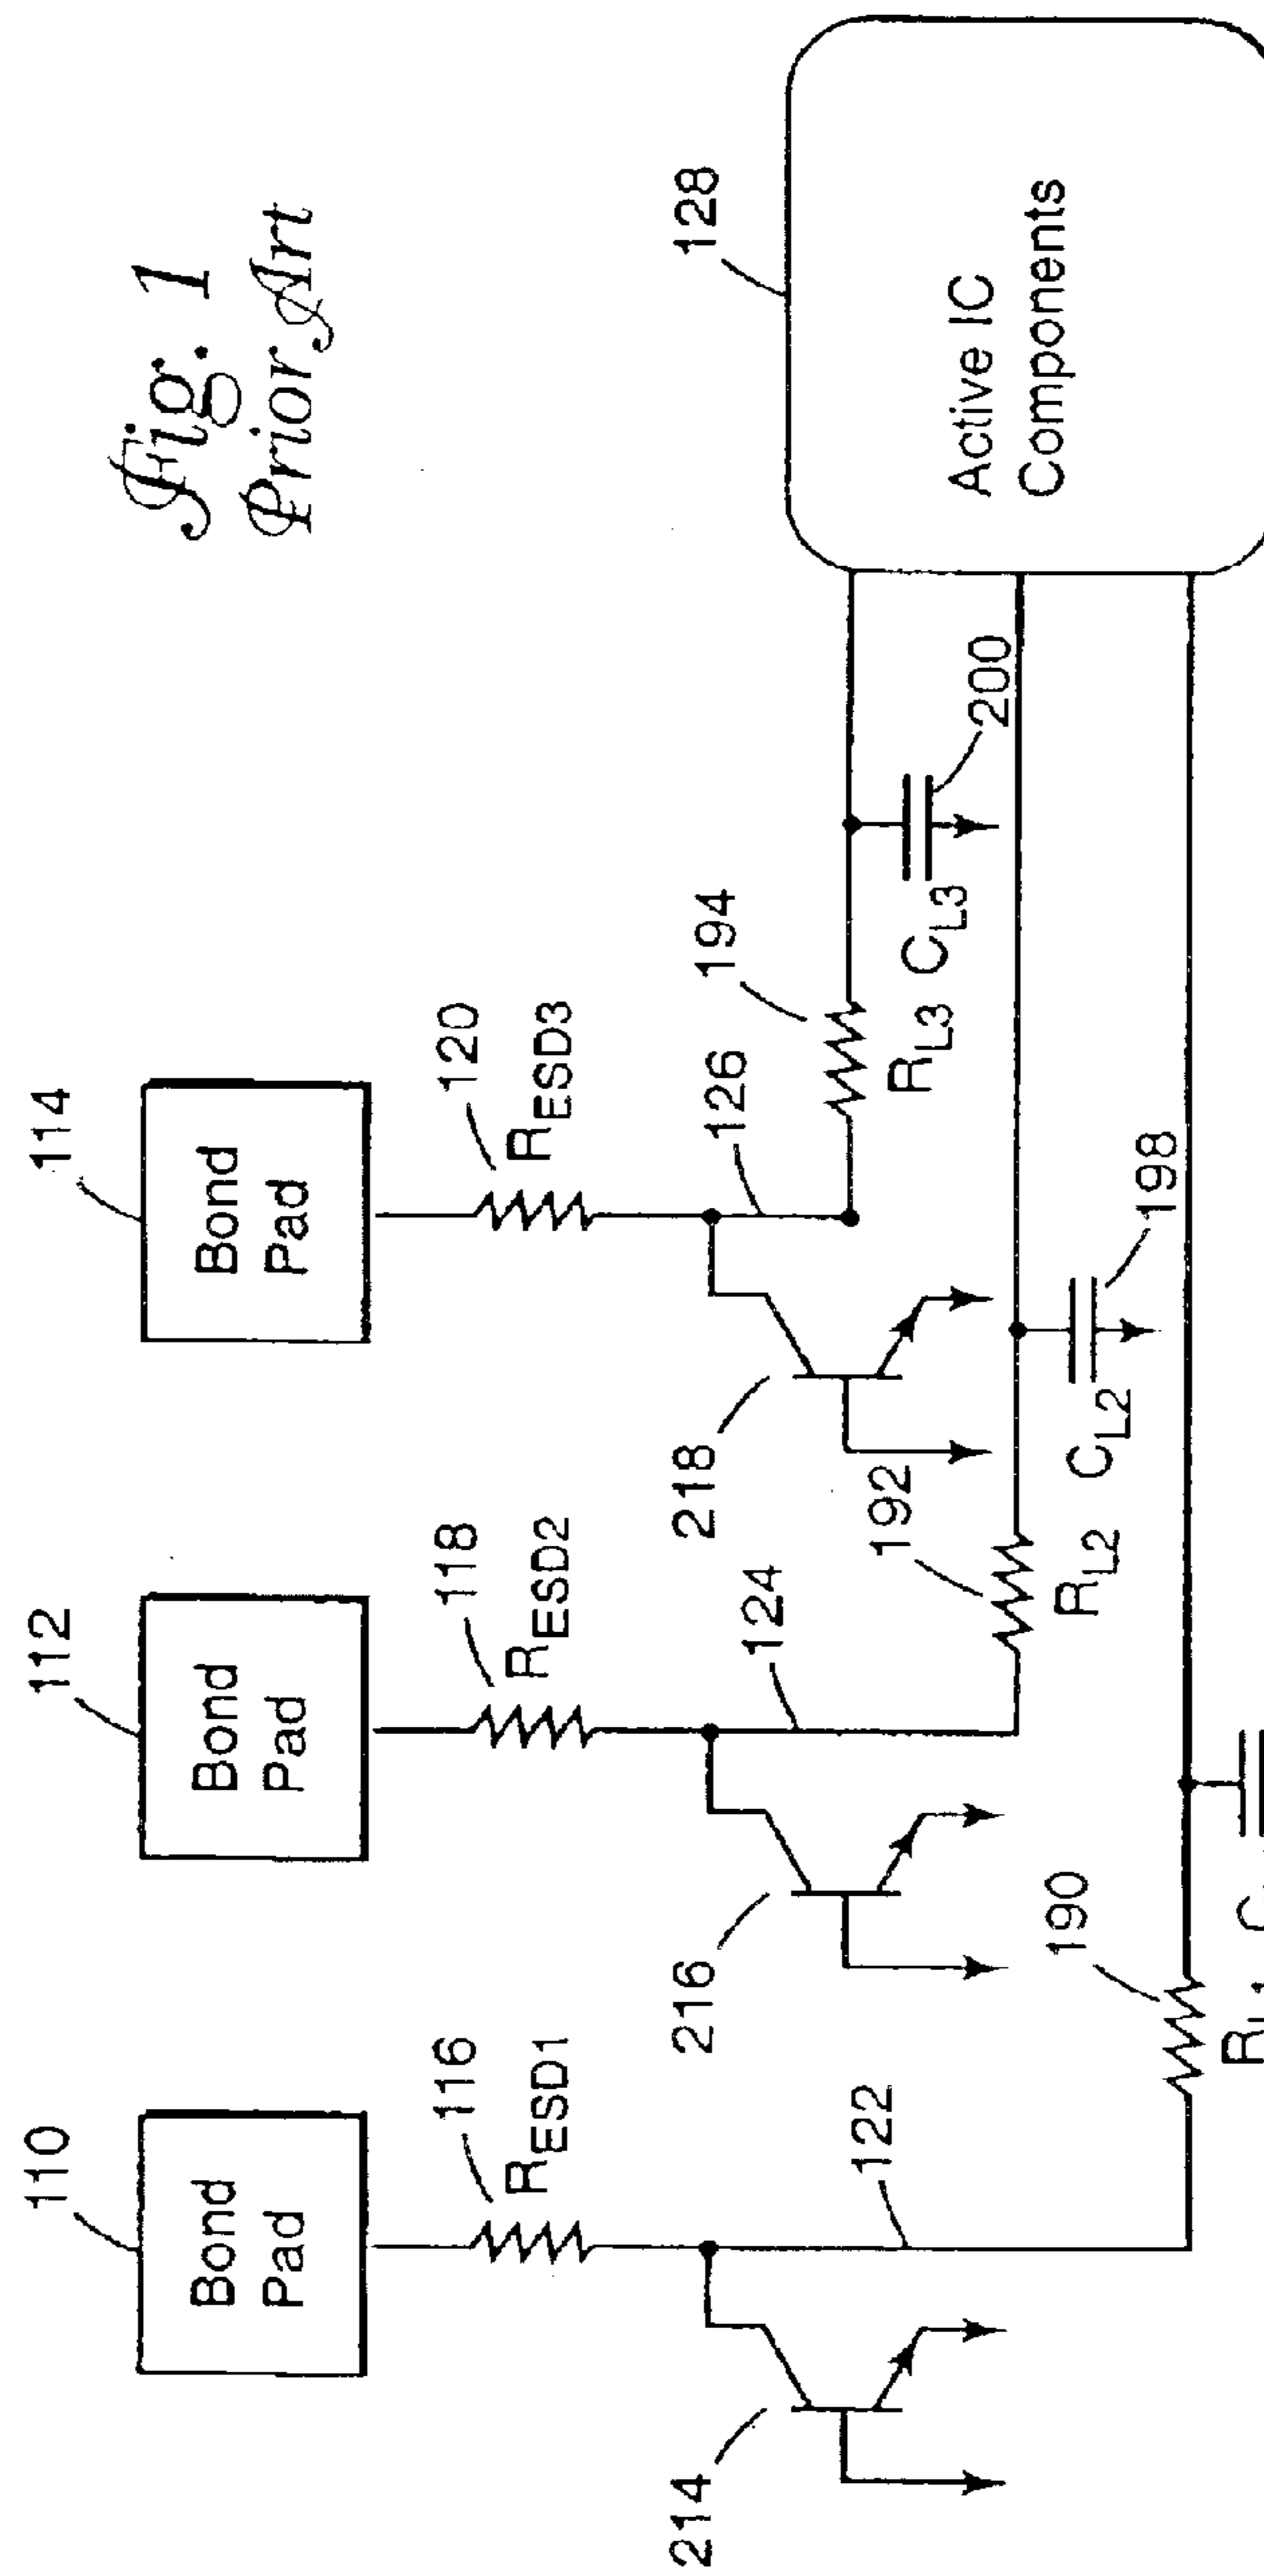 Fig. 1
Prior Art
110
Bond
Pad
112
Bond
Pad
114
Bond
Pad
116
RESD1
118
RESD2
120
RESD3
122
124
126
128
Active IC
Components
214
216
218
190
192
RL2
194
RL3
CL3
200
CL2
198